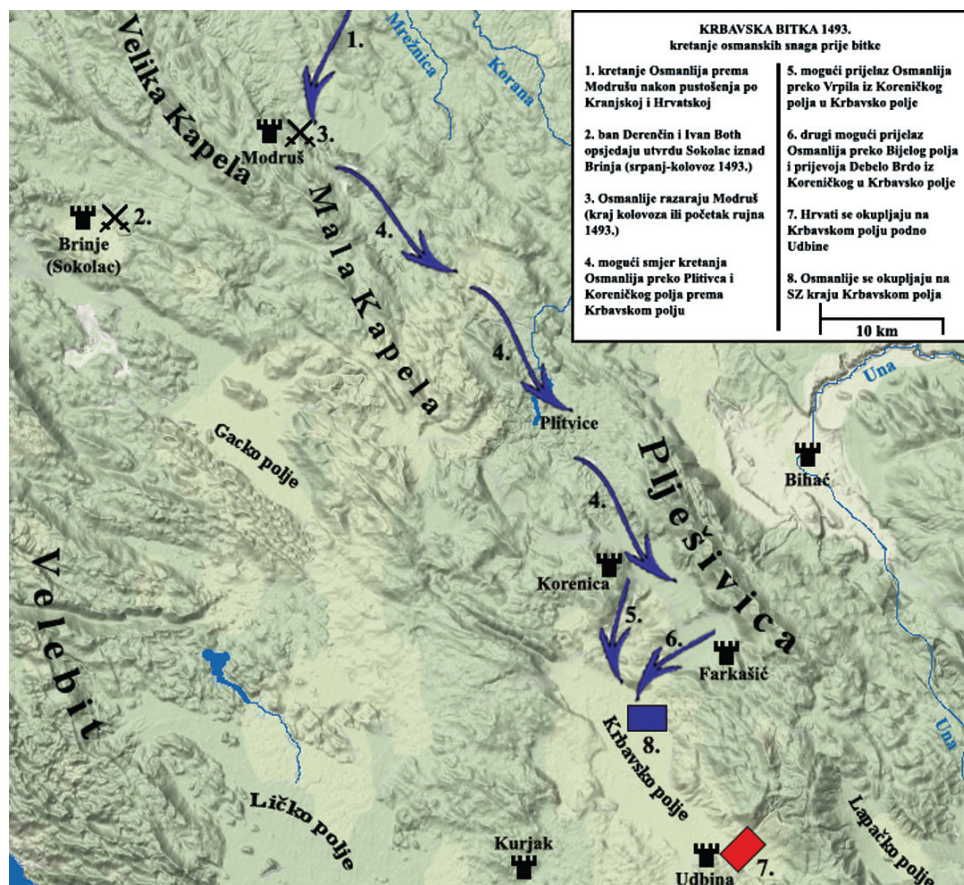 KRBAVSKA BITKA 1493.
kretanje osmanskih snaga prije bitke
1. kretanje Osmanlija prema
Modrušu nakon pustošenja po
Kranjskoj i Hrvatskoj
2. ban Derenčin i Ivan Both
opsjedaju utvrdu Sokolac iznad
Brinja (srpanj-kolovoz 1493.)
3. Osmanlije razaraju Modruš
(kraj kolovoza ili početak rujna
1493.)
4. mogući smjer kretanja
Osmanlija preko Plitivca i
Koreničkog polja prema
Krbavskom polju
5. mogući prijelaz Osmanlija
preko Vrpila iz Koreničkog
polja u Krbavsko polje
6. drugi mogući prijelaz
Osmanlija preko Bijelog polja
i prijevoja Debelo Brdo iz
Koreničkog u Krbavsko polje
7. Hrvati se okupljaju na
Krbavskom polju podno
Udbine
8. Osmanlije se okupljaju na
SZ kraju Krbavskom polja
10 km
1.
Mrežnica
Korana
Velika Kapela
3.
Modruš
2.
Brinje
(Sokolac)
Mala Kapela
4.
4.
Plitvice
Una
Gacko polje
Bihać
Plješivica
4.
Korenica
5.
6.
Farkašić
Velebit
8.
Krbavsko polje
Una
Ličko polje
Lapačko polje
Kurjak
Udbina
7.